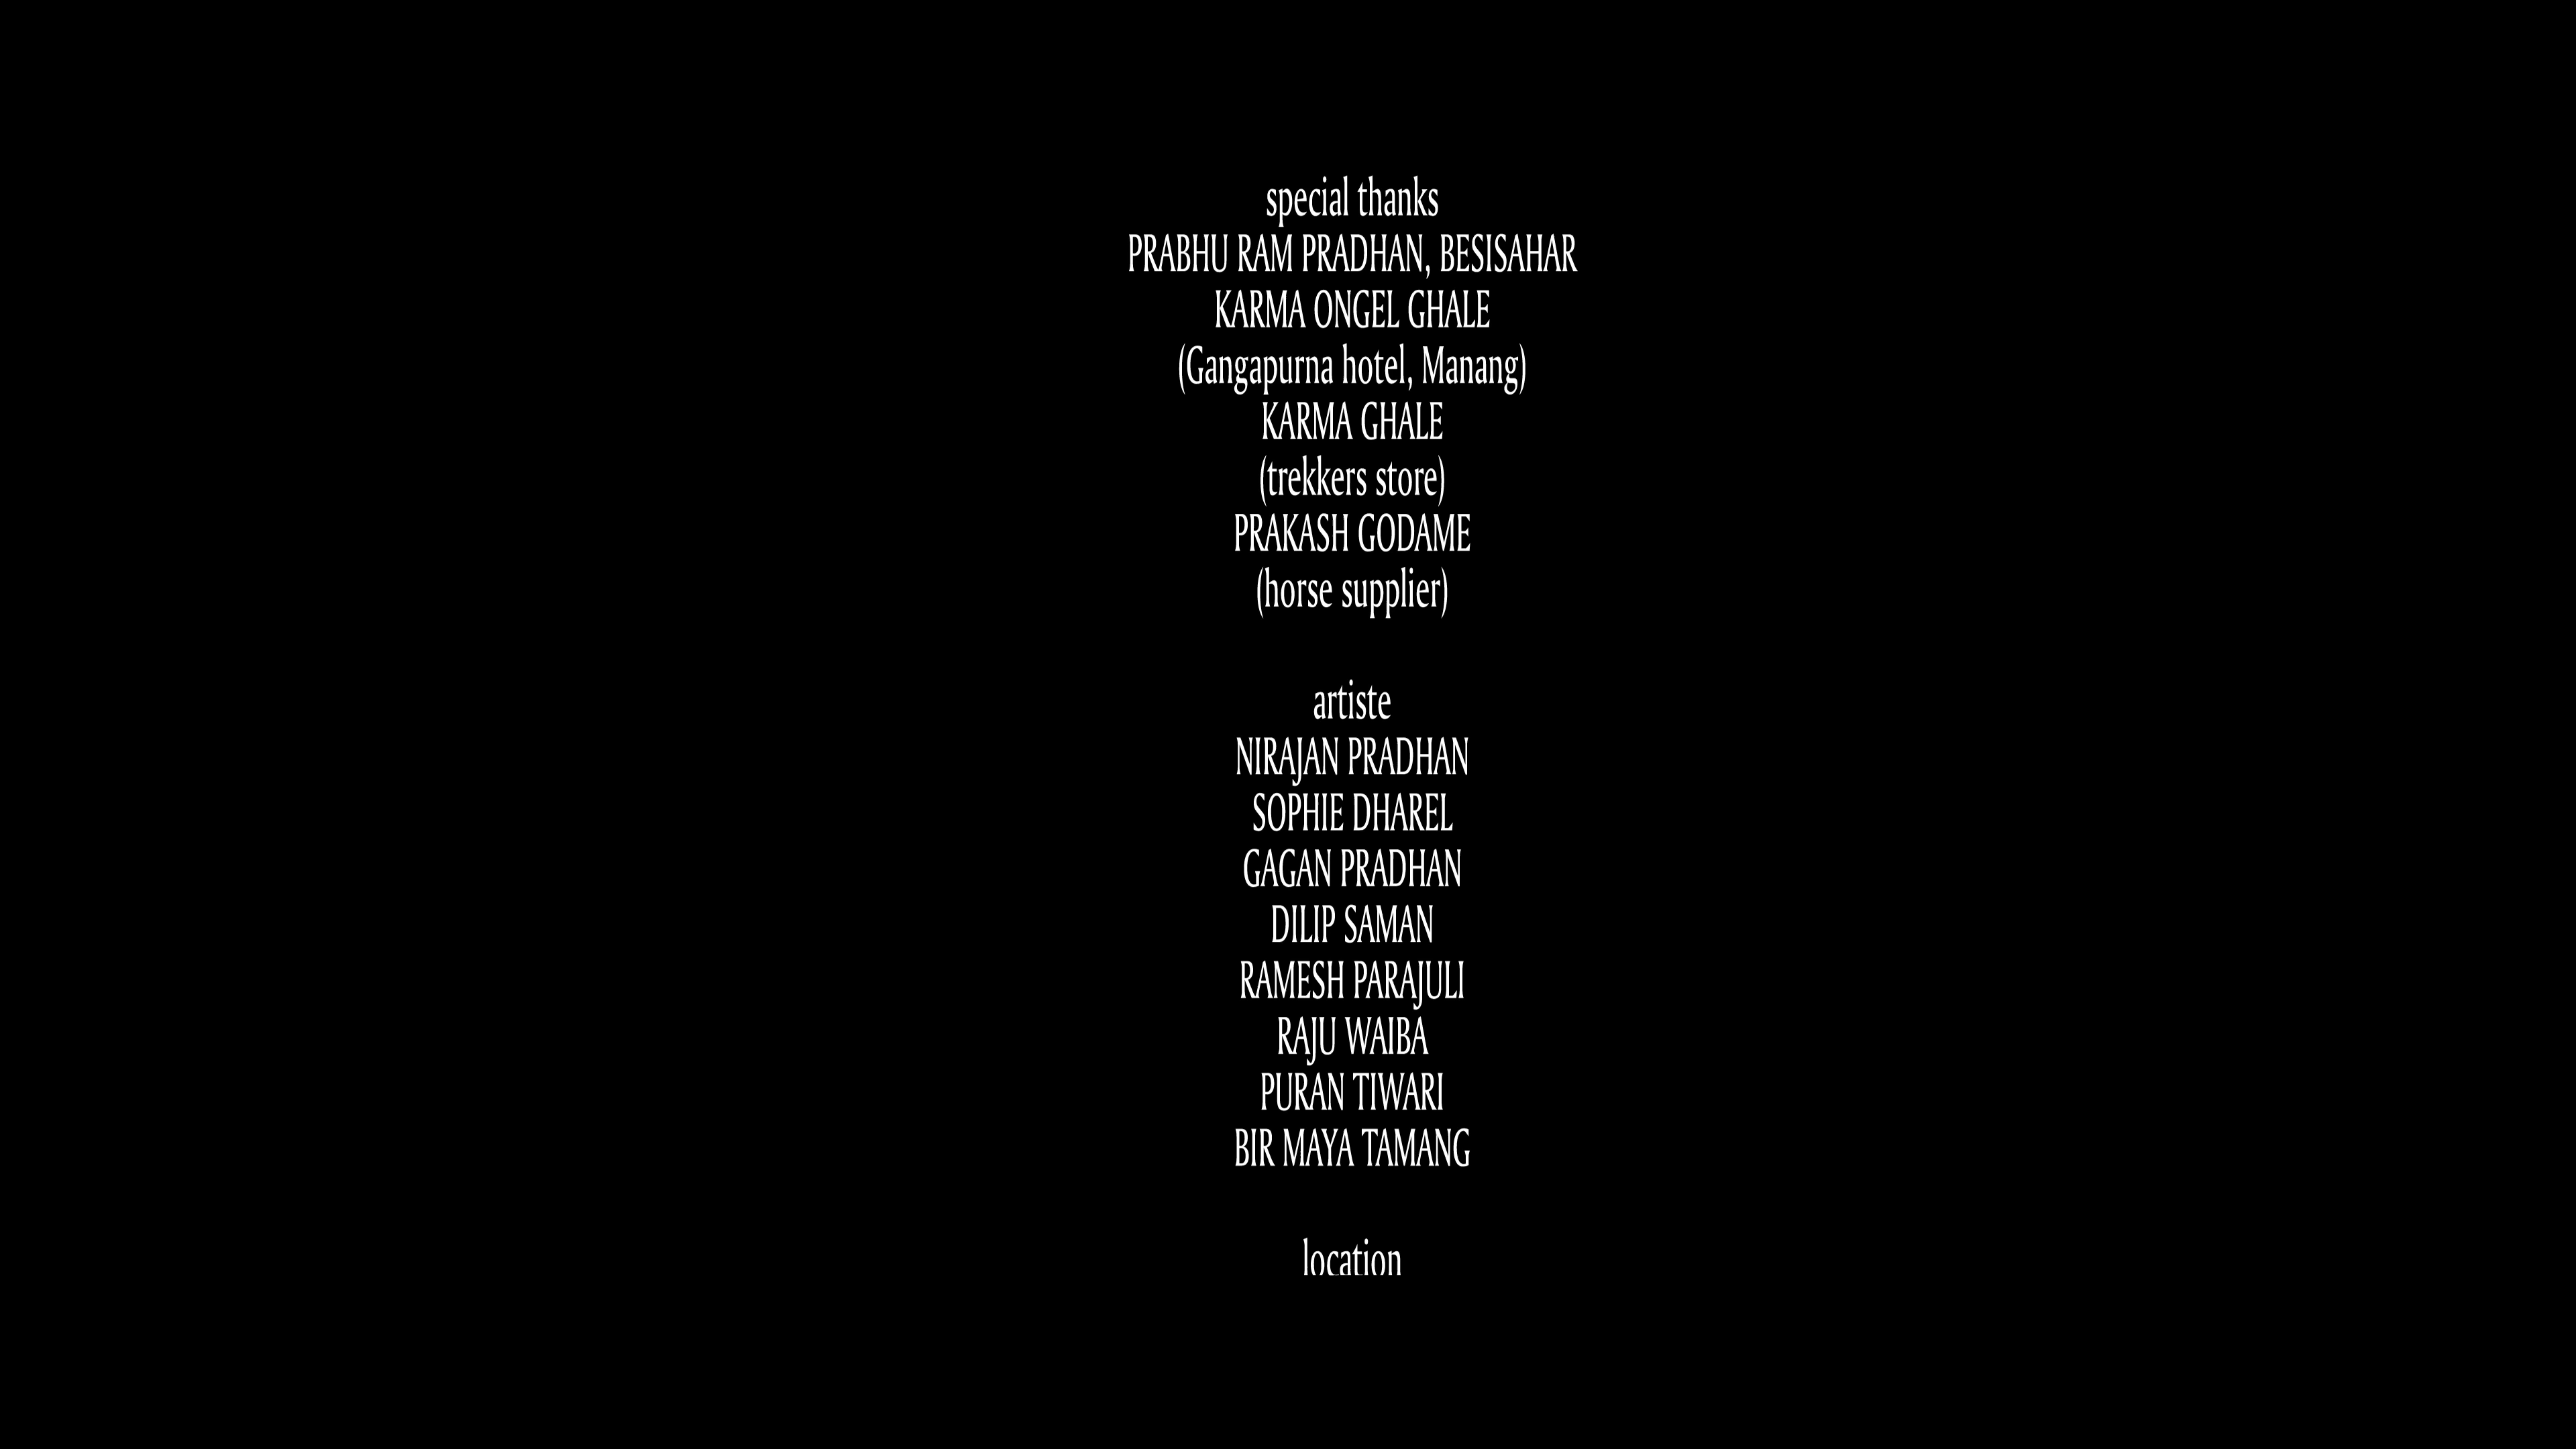 special thanks
PRABHU RAM PRADHAN, BESISAHAR
KARMA ONGEL GHALE
(Gangapurna hotel, Manang)
KARMA GHALE
(trekkers store)
PRAKASH GODAME
(horse supplier)
artiste
NIRAJAN PRADHAN
SOPHIE DHAREL
GAGAN PRADHAN
DILIP SAMAN
RAMESH PARAJULI
RAJU WAIBA
PURAN TIWARI
BIR MAYA TAMANG
location